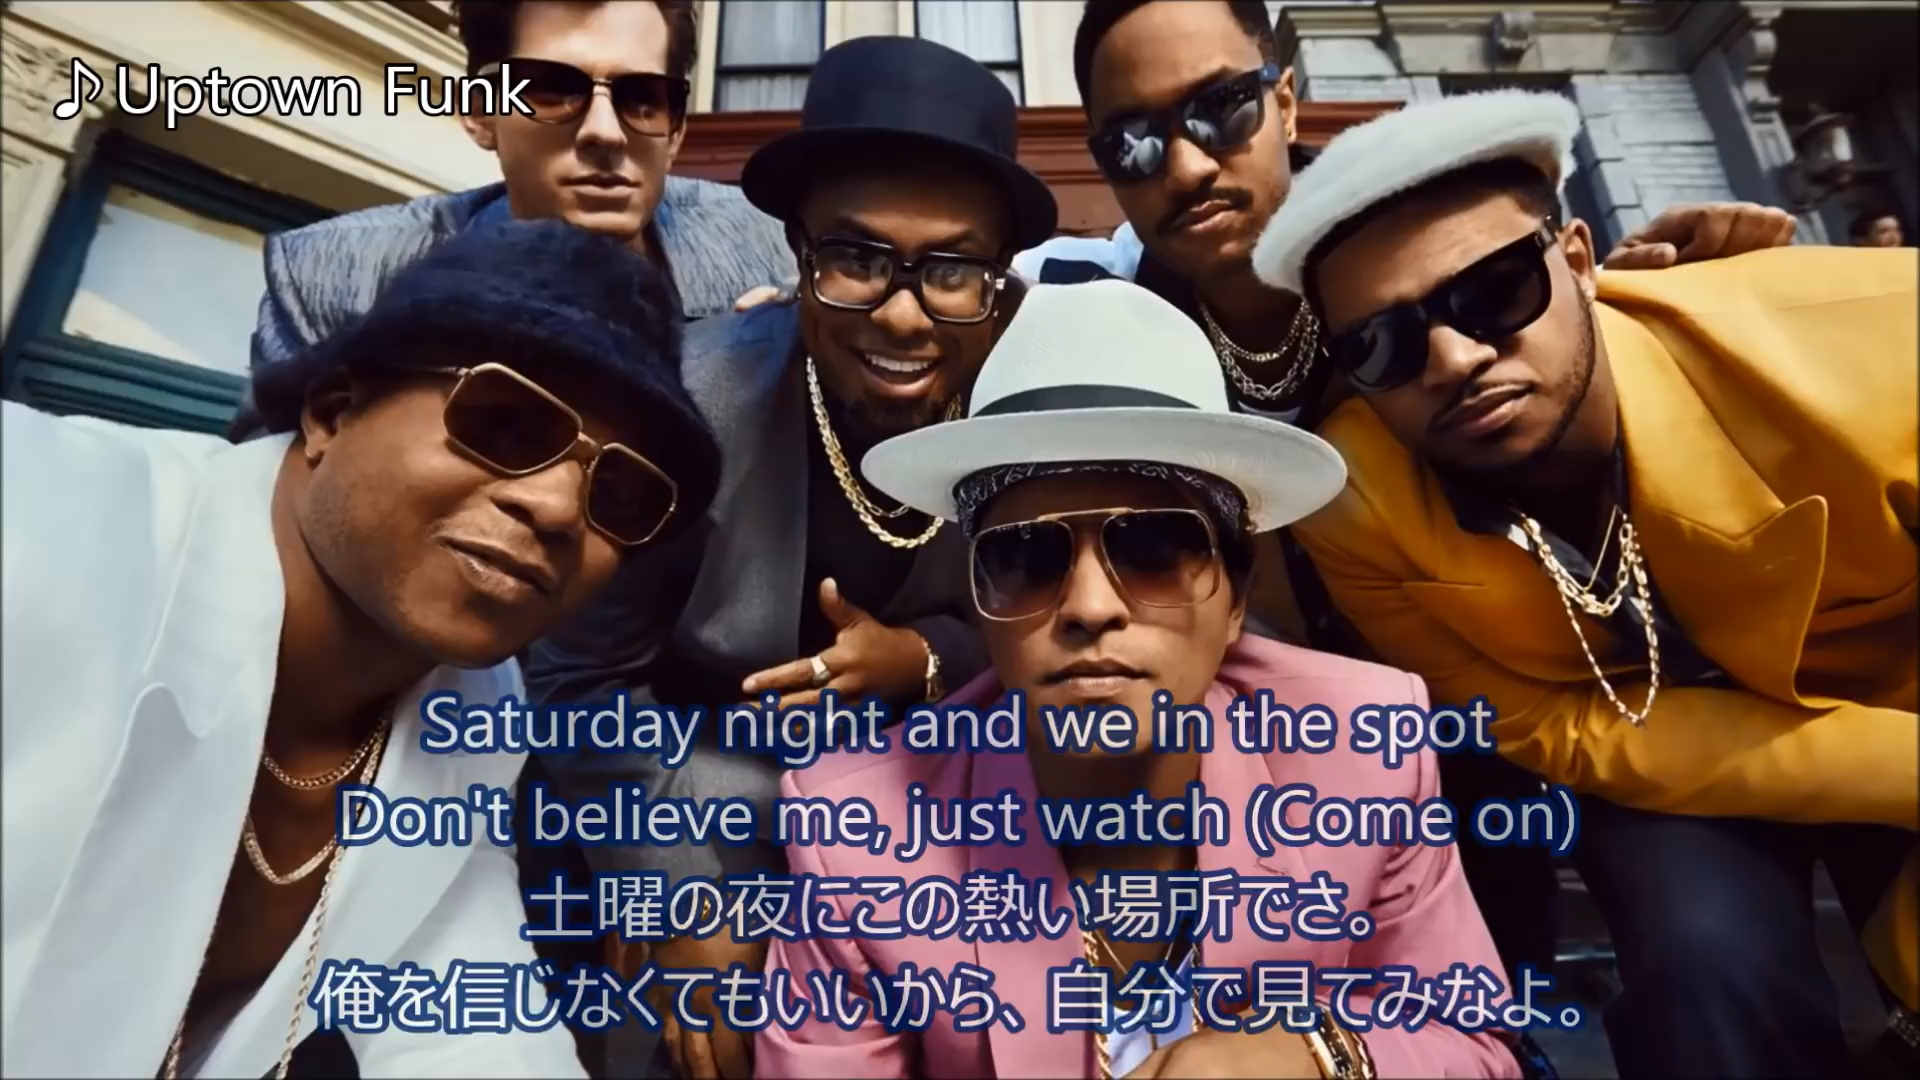 ♪Uptown Funk
Saturday night and we in the spot
Don't believe me, just watch (Come on)
土曜の夜にこの熱い場所でさ。
俺を信じなくてもいいから、自分で見てみなよ。